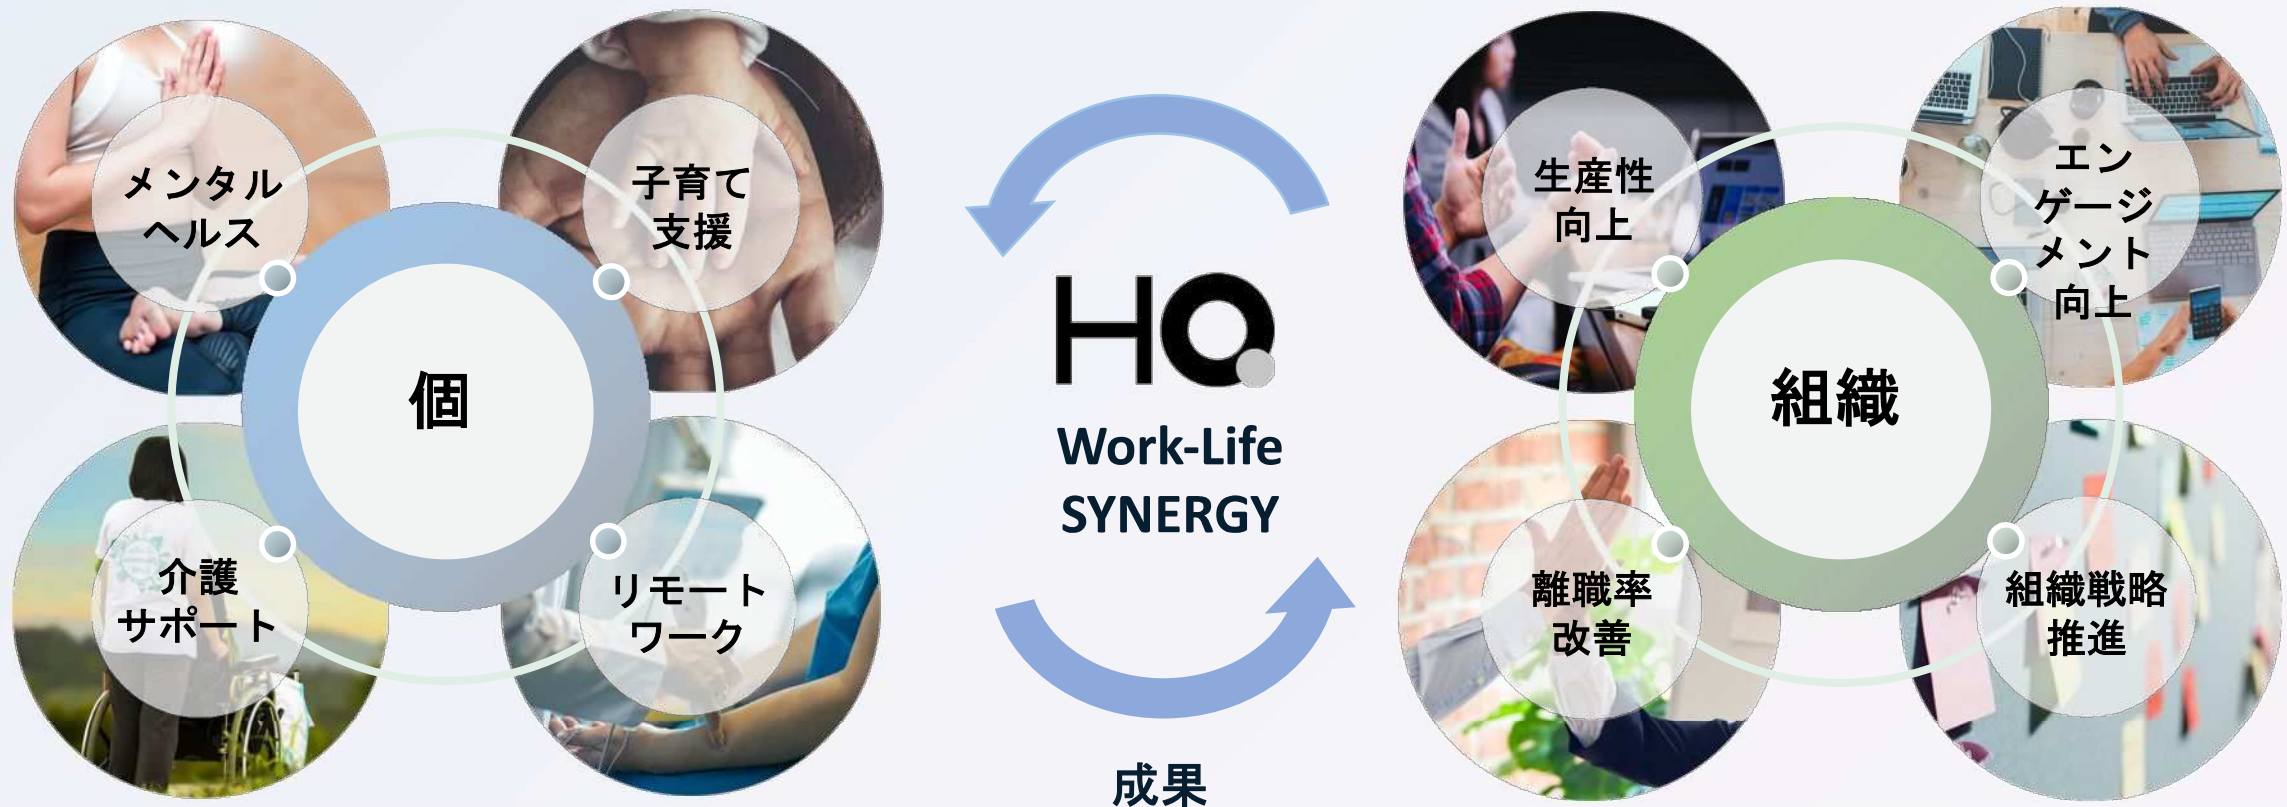 メンタル
ヘルス
子育て
支援
個
介護
サポート
リモート
ワーク
HQ
Work-Life
SYNERGY
成果
生産性
向上
エン
ゲージ
メント
向上
組織
離職率
改善
組織戦略
推進